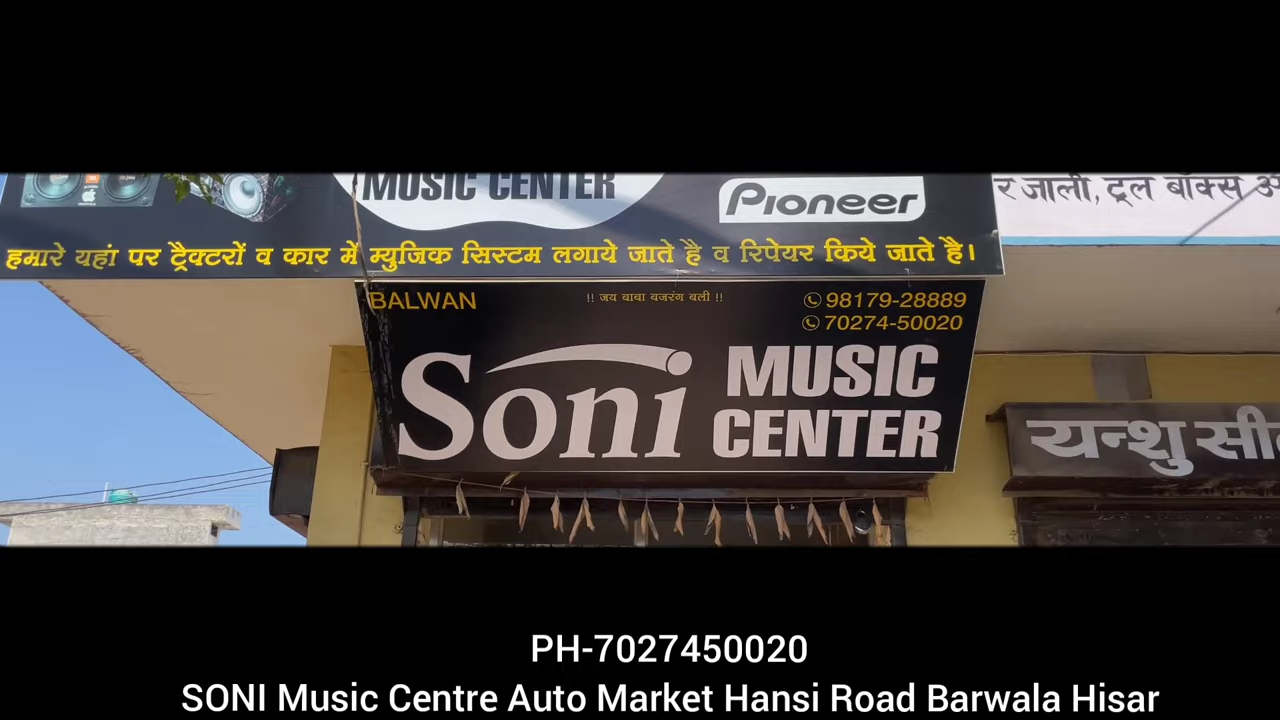 MUSIC CENTER
Pioneer
र जाली, ट्रल बॉक्स
हमारे यहां पर ट्रैक्टरों व कार में म्युजिक सिस्टम लगाये जाते है व रिपेयर किये जाते है।
BALWAN
!! जय बाबा बजरंग बली !!
98179-28889
70274-50020
Soni MUSIC CENTER
यन्शु
PH-7027450020
SONI Music Centre Auto Market Hansi Road Barwala Hisar